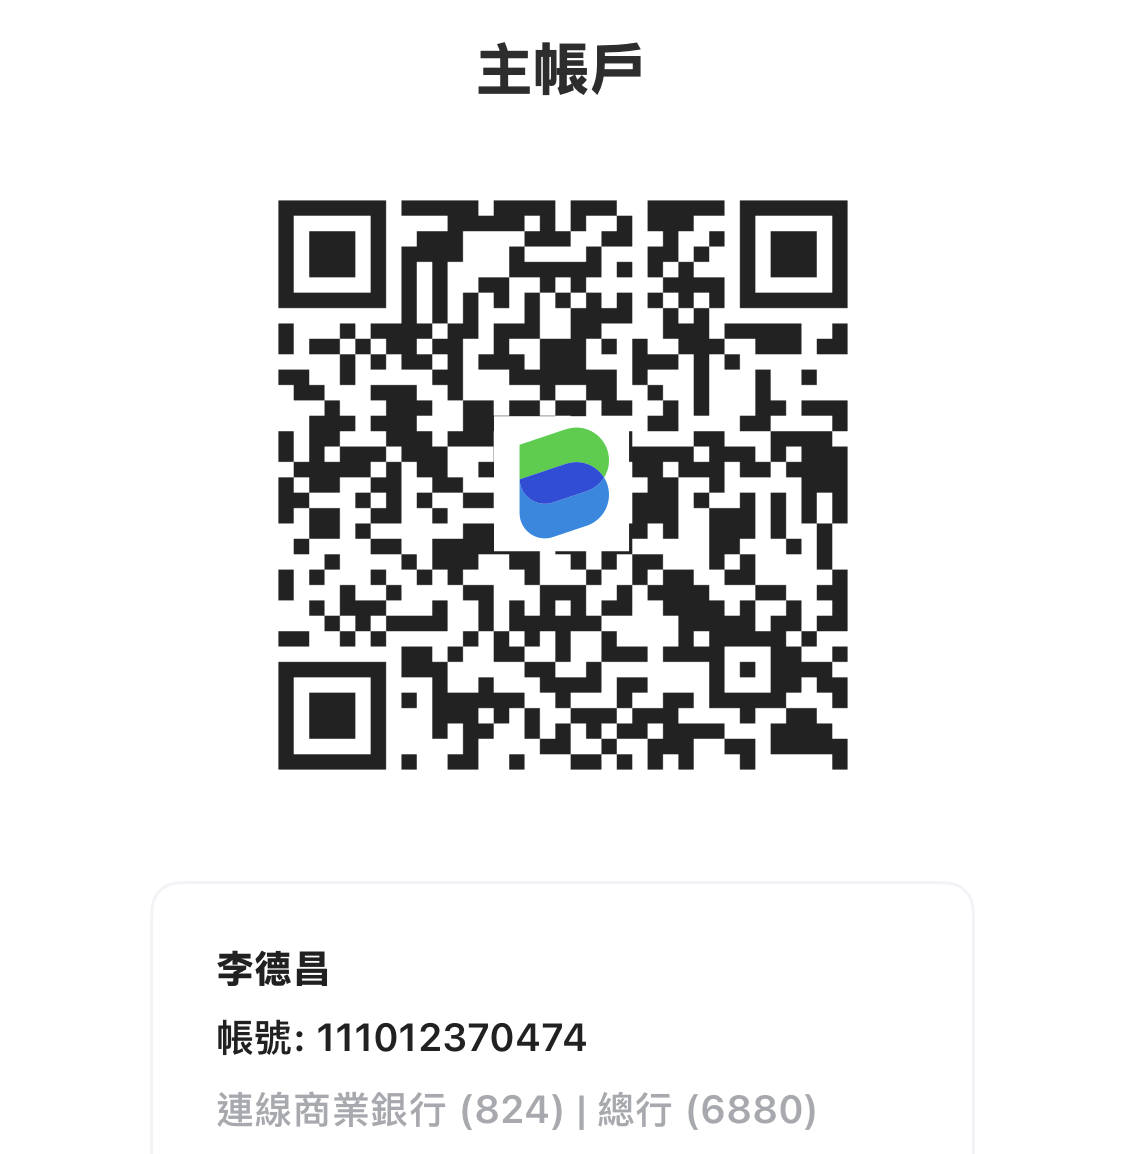 主帳戶
李德昌
帳號: 111012370474
連線商業銀行 (824) | 總行 (6880)